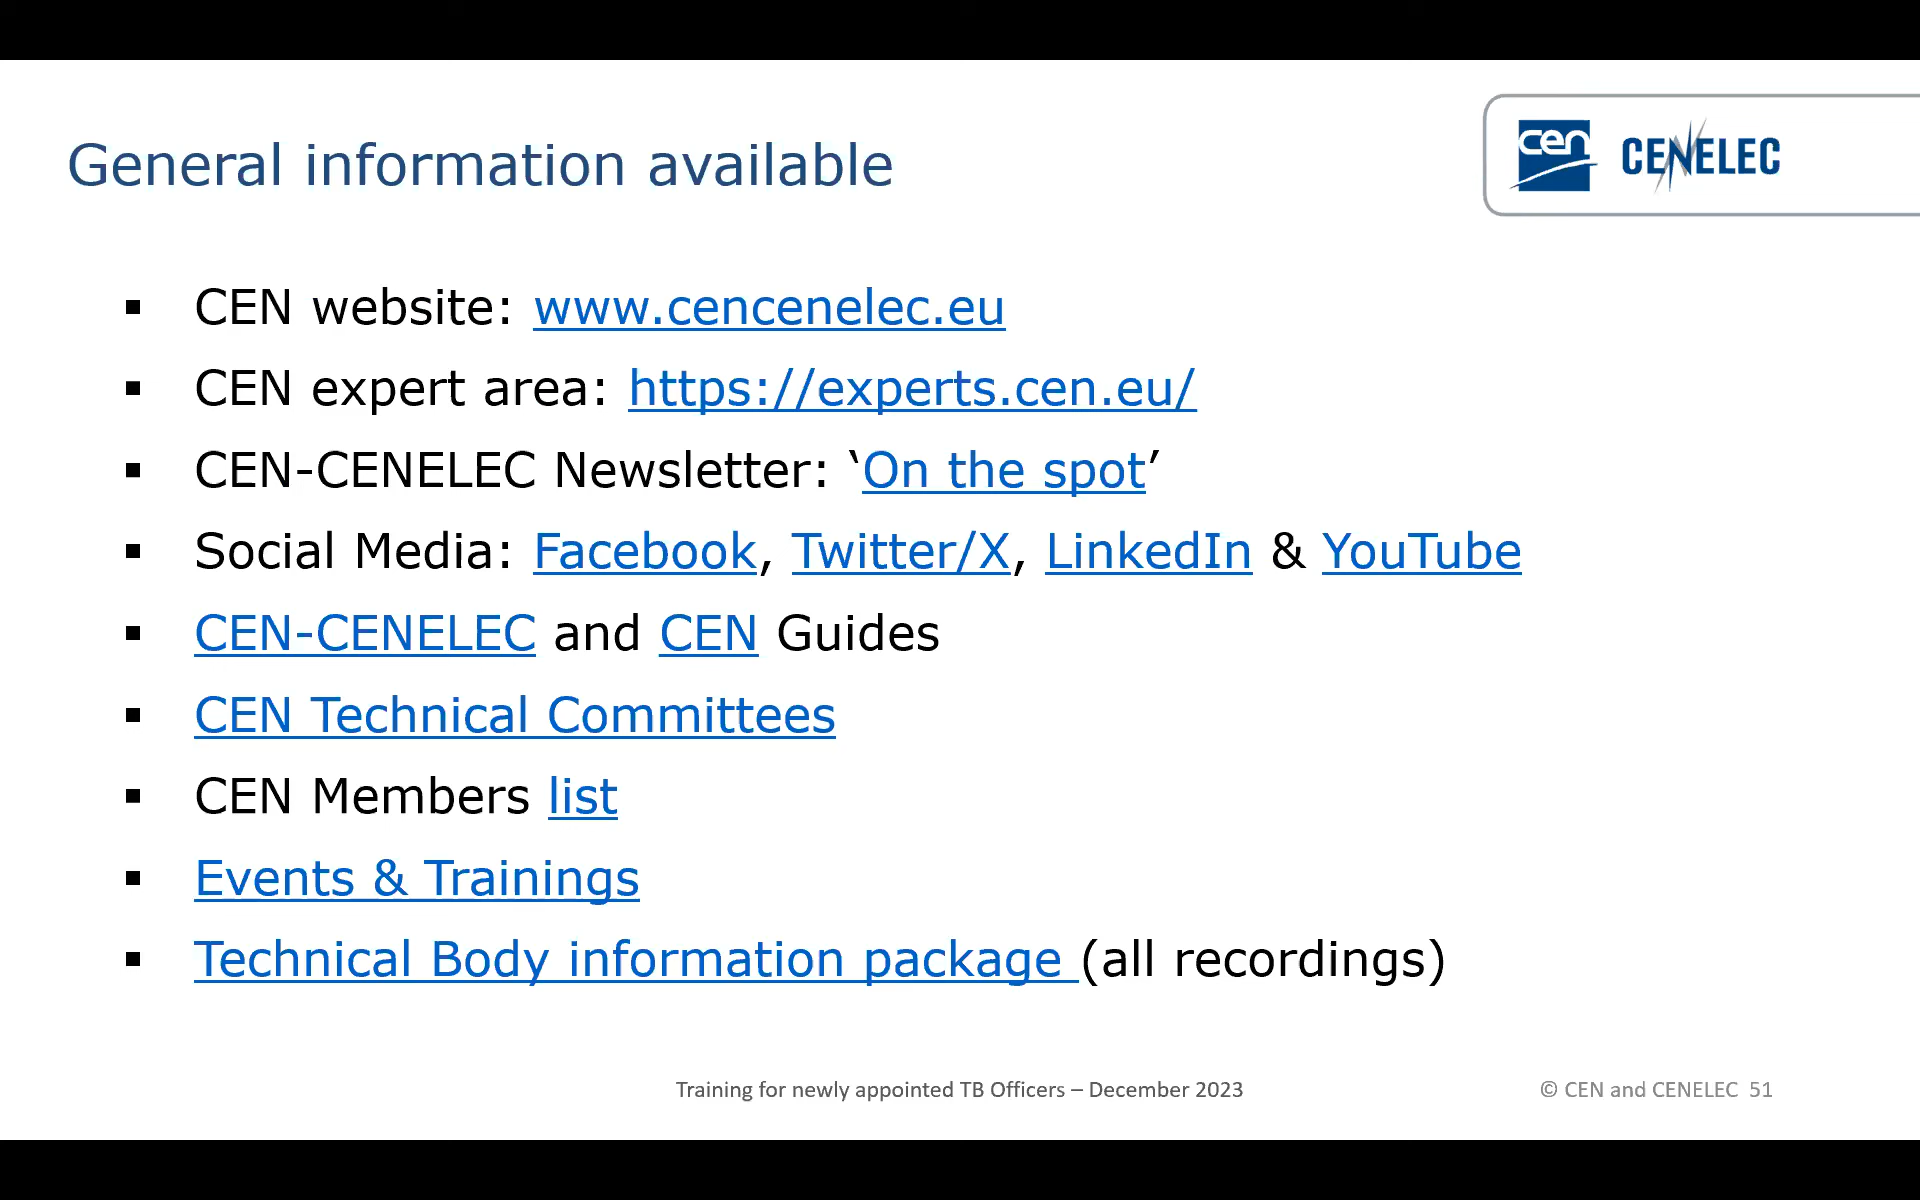 General information available
cen CENELEC
▪ CEN website: www.cencenelec.eu
▪ CEN expert area: https://experts.cen.eu/
▪ CEN-CENELEC Newsletter: ‘On the spot’
▪ Social Media: Facebook, Twitter/X, LinkedIn & YouTube
▪ CEN-CENELEC and CEN Guides
▪ CEN Technical Committees
▪ CEN Members list
▪ Events & Trainings
▪ Technical Body information package (all recordings)
Training for newly appointed TB Officers – December 2023
© CEN and CENELEC 51